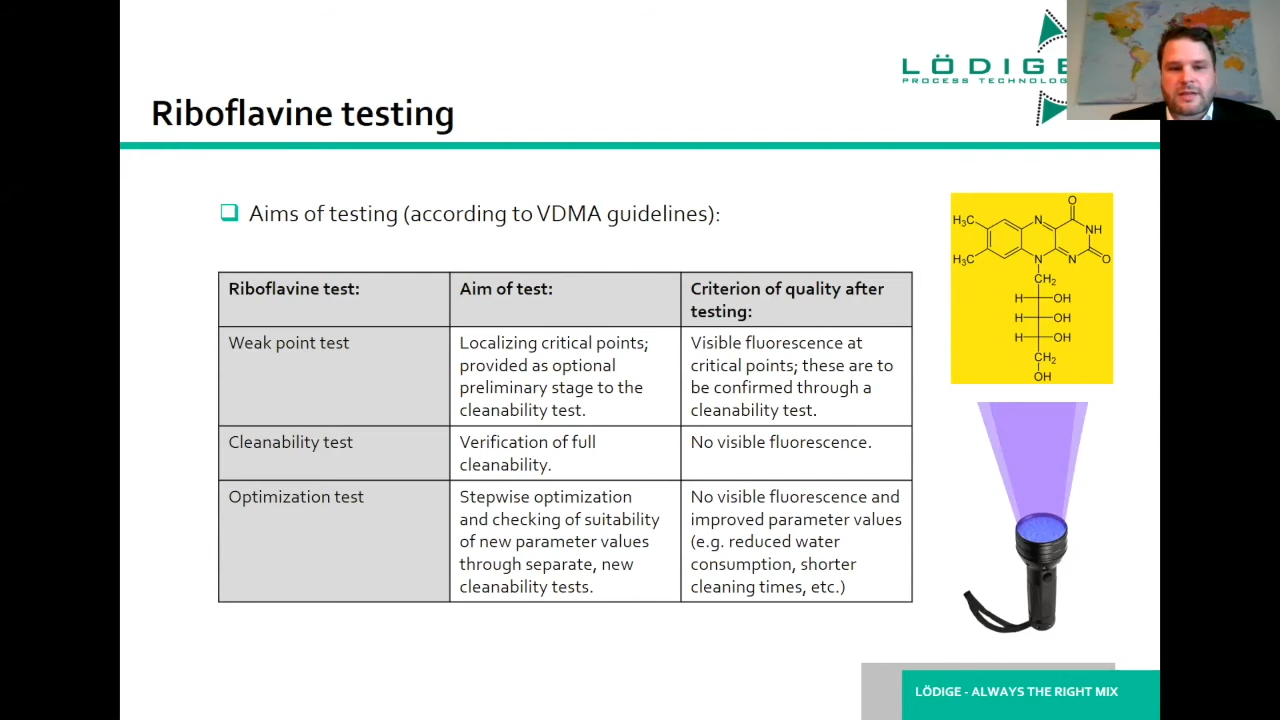 LÖDIGE
PROCESS TECHNOLOG
Riboflavine testing
Aims of testing (according to VDMA guidelines):
Riboflavine test:
Aim of test:
Criterion of quality after
testing:
Weak point test
Localizing critical points;
provided as optional
preliminary stage to the
cleanability test.
Visible fluorescence at
critical points; these are to
be confirmed through a
cleanability test.
Cleanability test
Verification of full
cleanability.
No visible fluorescence.
Optimization test
Stepwise optimization
and checking of suitability
of new parameter values
through separate, new
cleanability tests.
No visible fluorescence and
improved parameter values
(e.g. reduced water
consumption, shorter
cleaning times, etc.)
O
H₃C N NH
H₃C N N O
CH₂
H OH
H OH
H OH
CH₂
OH
LÖDIGE - ALWAYS THE RIGHT MIX